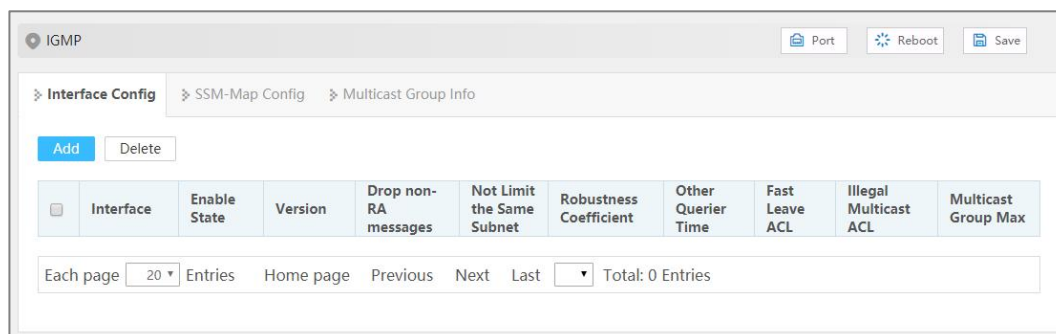 IGMP Port Reboot Save
Interface Config SSM-Map Config Multicast Group Info
Add Delete
Interface Enable State Version Drop non-RA messages Not Limit the Same Subnet Robustness Coefficient Other Querier Time Fast Leave ACL Illegal Multicast ACL Multicast Group Max
Each page 20 Entries Home page Previous Next Last Total: 0 Entries